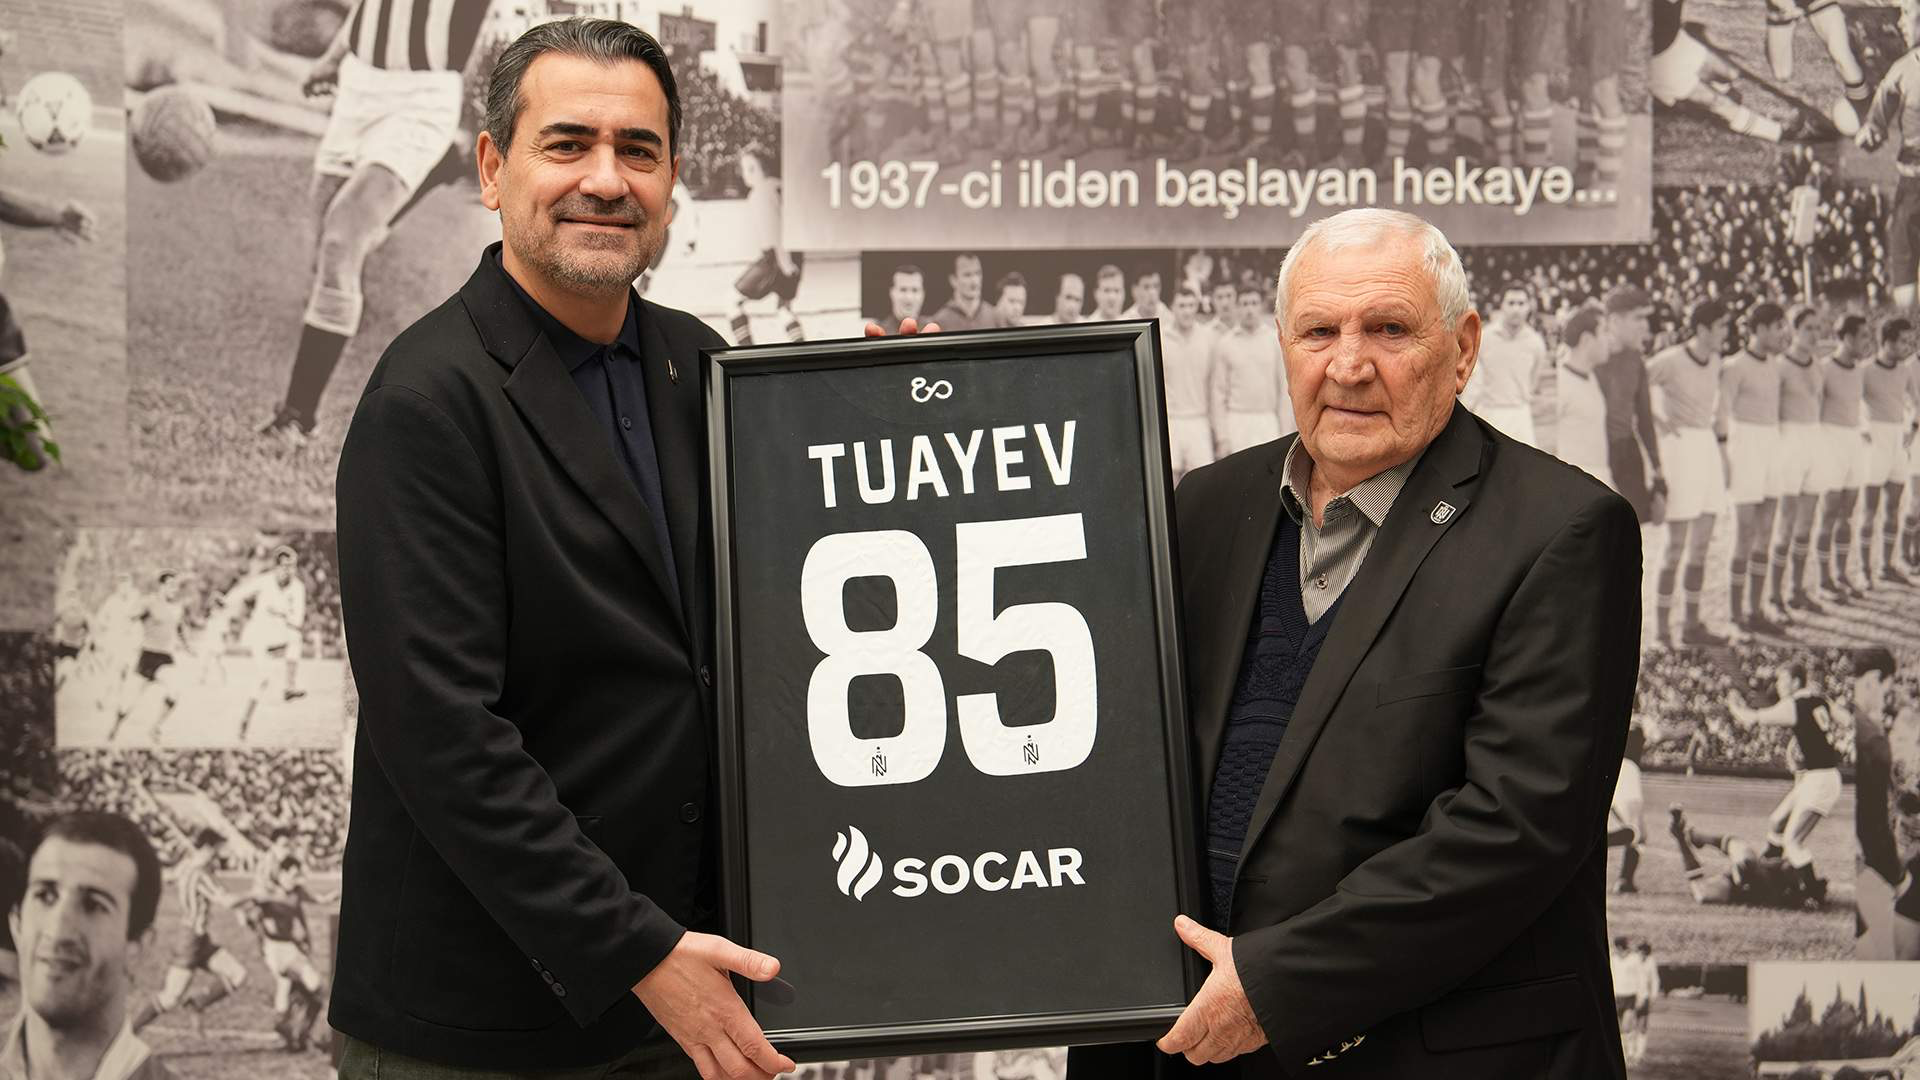 1937-ci ildən başlayan hekayə...
TUAYEV
85
SOCAR